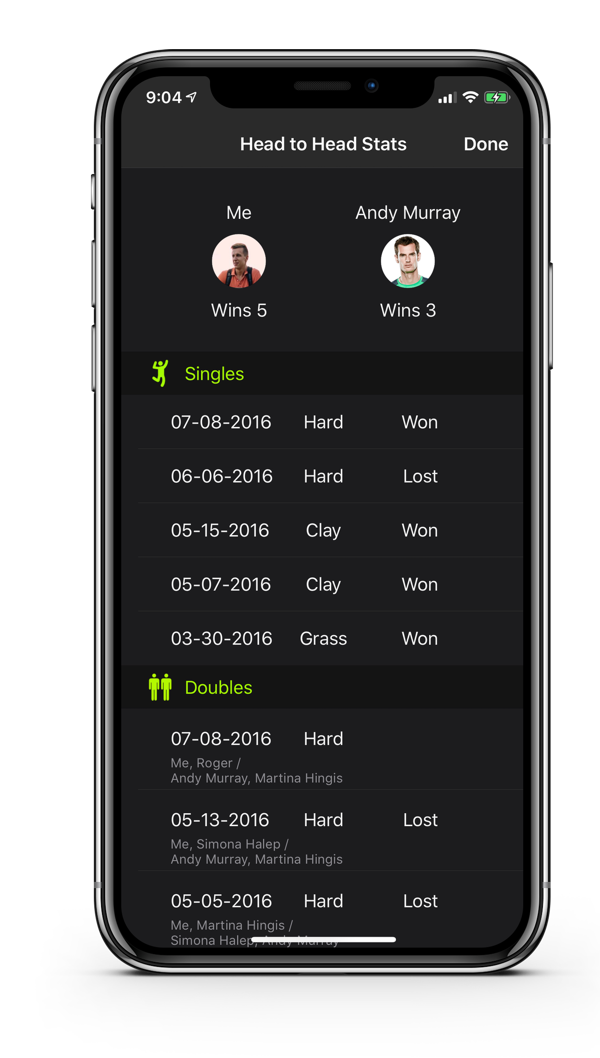 9:04
Head to Head Stats Done
Me Andy Murray
Wins 5 Wins 3
Singles
07-08-2016 Hard Won
06-06-2016 Hard Lost
05-15-2016 Clay Won
05-07-2016 Clay Won
03-30-2016 Grass Won
Doubles
07-08-2016 Hard
Me, Roger /
Andy Murray, Martina Hingis
05-13-2016 Hard Lost
Me, Simona Halep /
Andy Murray, Martina Hingis
05-05-2016 Hard Lost
Me, Martina Hingis /
Simona Halep, Andy Murray